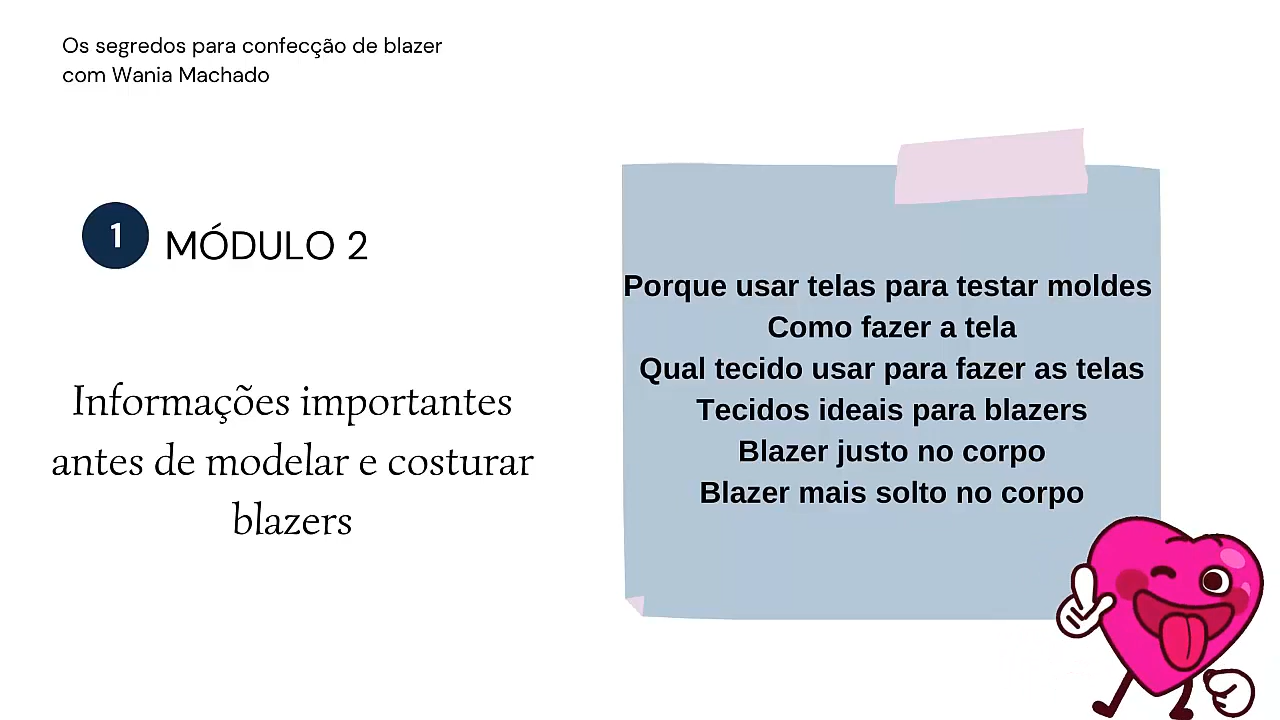 Os segredos para confecção de blazer
com Wania Machado
1 MÓDULO 2
Informações importantes
antes de modelar e costurar
blazers
Porque usar telas para testar moldes
Como fazer a tela
Qual tecido usar para fazer as telas
Tecidos ideais para blazers
Blazer justo no corpo
Blazer mais solto no corpo